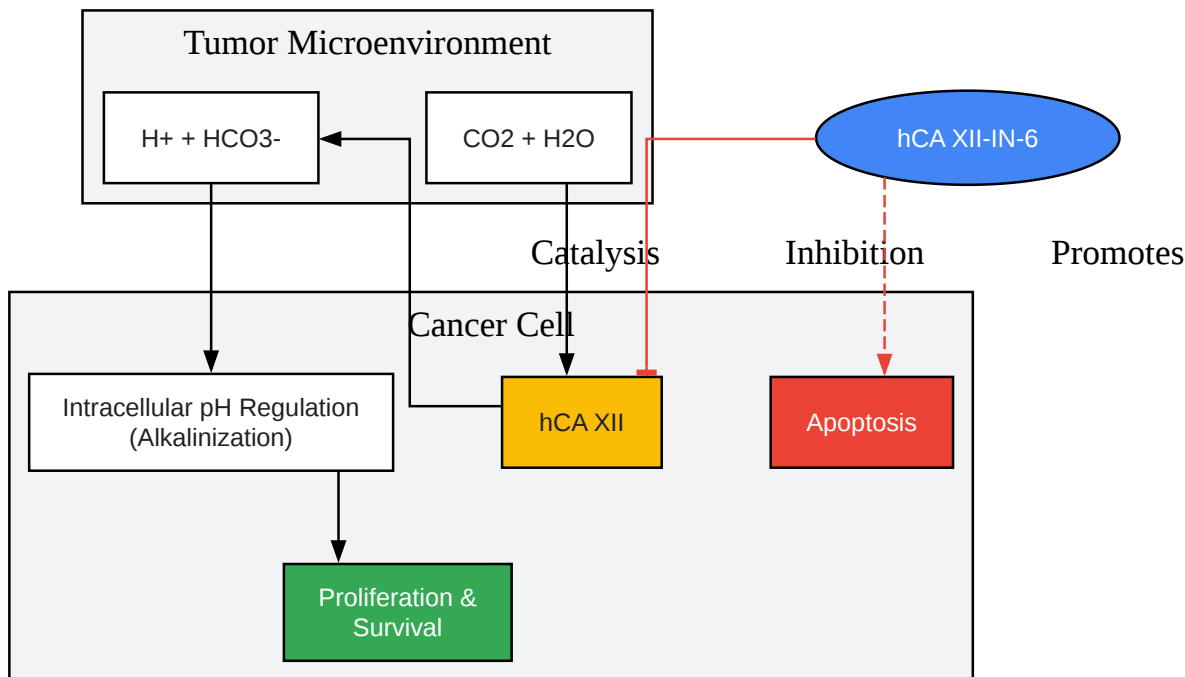 Tumor Microenvironment
H+ + HCO3-
CO2 + H2O
hCA XII-IN-6
Catalysis
Inhibition
Promotes
Cancer Cell
Intracellular pH Regulation
(Alkalinization)
hCA XII
Apoptosis
Proliferation &
Survival